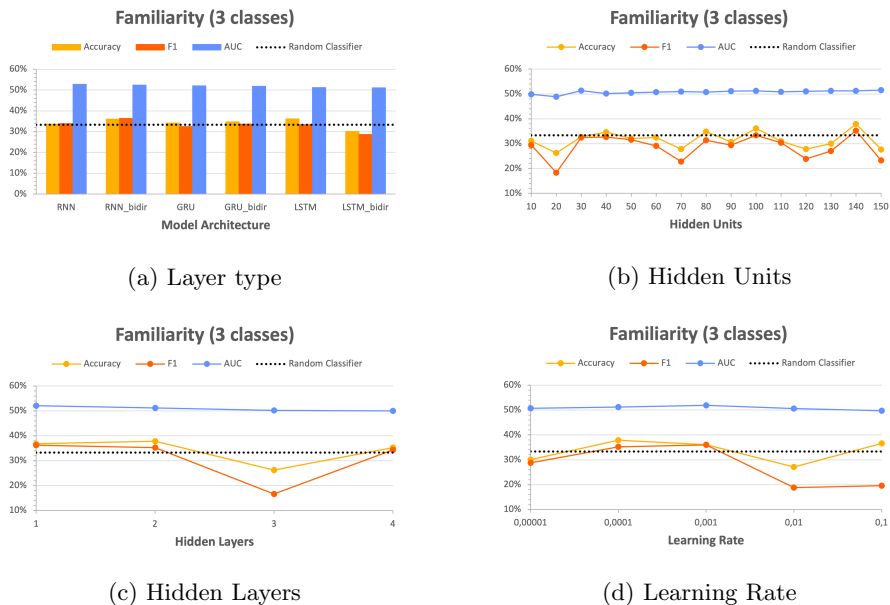 Familiarity (3 classes)
Accuracy F1 AUC Random Classifier
60%
50%
40%
30%
20%
10%
0%
RNN RNN_bidir GRU GRU_bidir LSTM LSTM_bidir
Model Architecture
(a) Layer type
Familiarity (3 classes)
Accuracy F1 AUC Random Classifier
60%
50%
40%
30%
20%
10%
10 20 30 40 50 60 70 80 90 100 110 120 130 140 150
Hidden Units
(b) Hidden Units
Familiarity (3 classes)
Accuracy F1 AUC Random Classifier
60%
50%
40%
30%
20%
10%
1 2 3 4
Hidden Layers
(c) Hidden Layers
Familiarity (3 classes)
Accuracy F1 AUC Random Classifier
60%
50%
40%
30%
20%
10%
0,00001 0,0001 0,001 0,01 0,1
Learning Rate
(d) Learning Rate